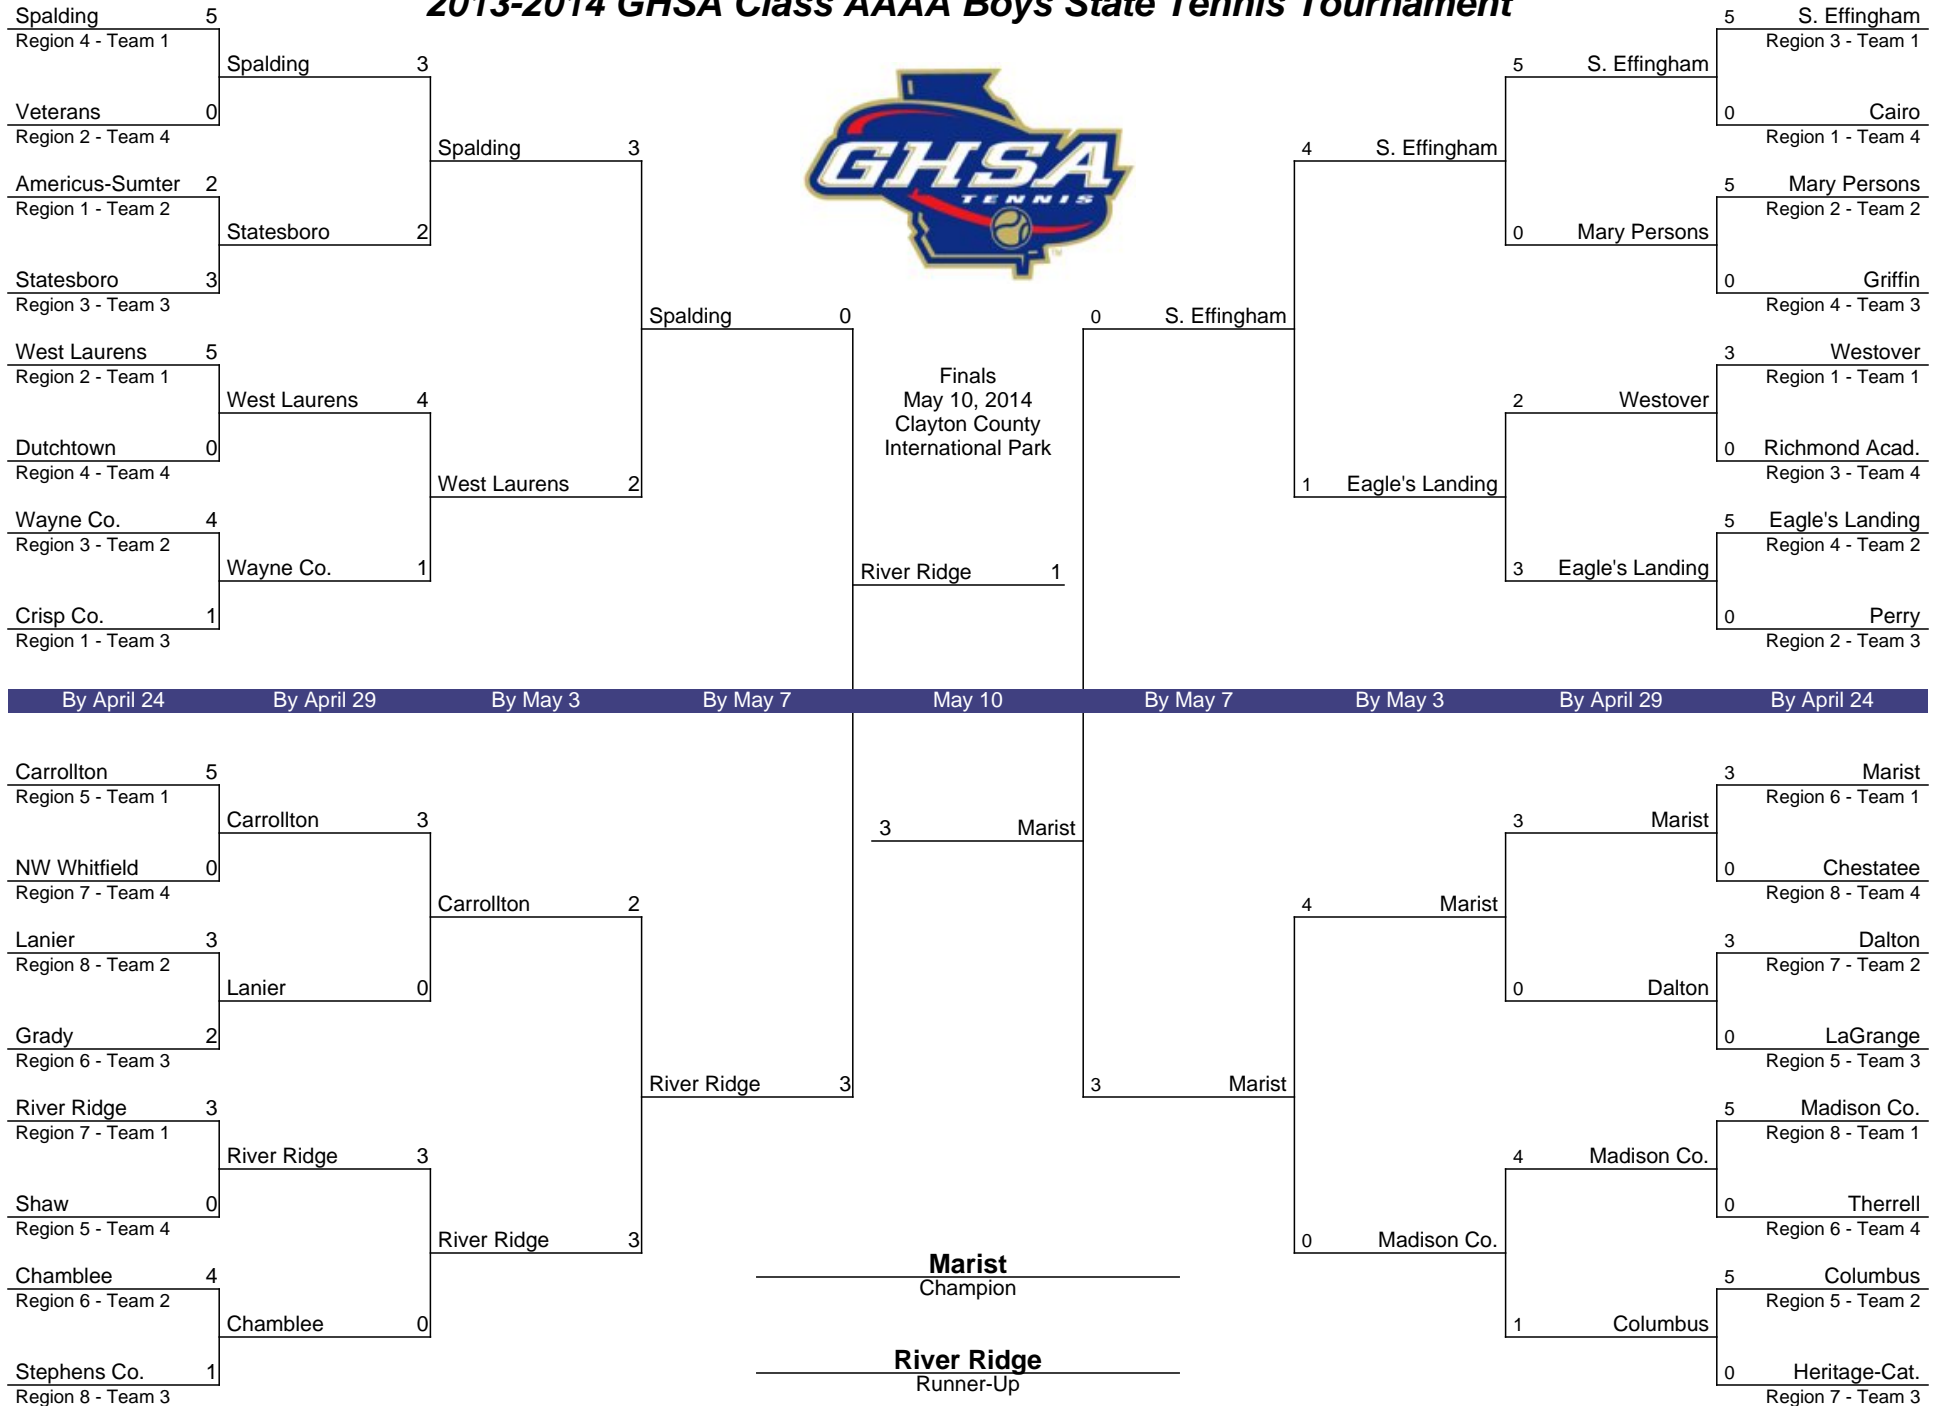 2013-2014 GHSA Class AAAA Boys State Tennis Tournament
Spalding 5
Region 4 - Team 1
Veterans 0
Region 2 - Team 4
Americus-Sumter 2
Region 1 - Team 2
Statesboro 3
Region 3 - Team 3
West Laurens 5
Region 2 - Team 1
Dutchtown 0
Region 4 - Team 4
Wayne Co. 4
Region 3 - Team 2
Crisp Co. 1
Region 1 - Team 3
Spalding 3
Statesboro 2
West Laurens 4
Wayne Co. 1
Spalding 3
West Laurens 2
Spalding 0
GHSA
TENNIS
TM
Finals
May 10, 2014
Clayton County
International Park
River Ridge 1
0 S. Effingham
4 S. Effingham
1 Eagle's Landing
5 S. Effingham
0 Mary Persons
2 Westover
3 Eagle's Landing
5 S. Effingham
Region 3 - Team 1
0 Cairo
Region 1 - Team 4
5 Mary Persons
Region 2 - Team 2
0 Griffin
Region 4 - Team 3
3 Westover
Region 1 - Team 1
0 Richmond Acad.
Region 3 - Team 4
5 Eagle's Landing
Region 4 - Team 2
0 Perry
Region 2 - Team 3
By April 24 By April 29 By May 3 By May 7 May 10 By May 7 By May 3 By April 29 By April 24
Carrollton 5
Region 5 - Team 1
NW Whitfield 0
Region 7 - Team 4
Lanier 3
Region 8 - Team 2
Grady 2
Region 6 - Team 3
River Ridge 3
Region 7 - Team 1
Shaw 0
Region 5 - Team 4
Chamblee 4
Region 6 - Team 2
Stephens Co. 1
Region 8 - Team 3
Carrollton 3
Lanier 0
River Ridge 3
Chamblee 0
Carrollton 2
River Ridge 3
River Ridge 3
3 Marist
Marist
Champion
River Ridge
Runner-Up
3 Marist
4 Marist
0 Madison Co.
3 Marist
0 Dalton
4 Madison Co.
1 Columbus
3 Marist
Region 6 - Team 1
0 Chestatee
Region 8 - Team 4
3 Dalton
Region 7 - Team 2
0 LaGrange
Region 5 - Team 3
5 Madison Co.
Region 8 - Team 1
0 Therrell
Region 6 - Team 4
5 Columbus
Region 5 - Team 2
0 Heritage-Cat.
Region 7 - Team 3